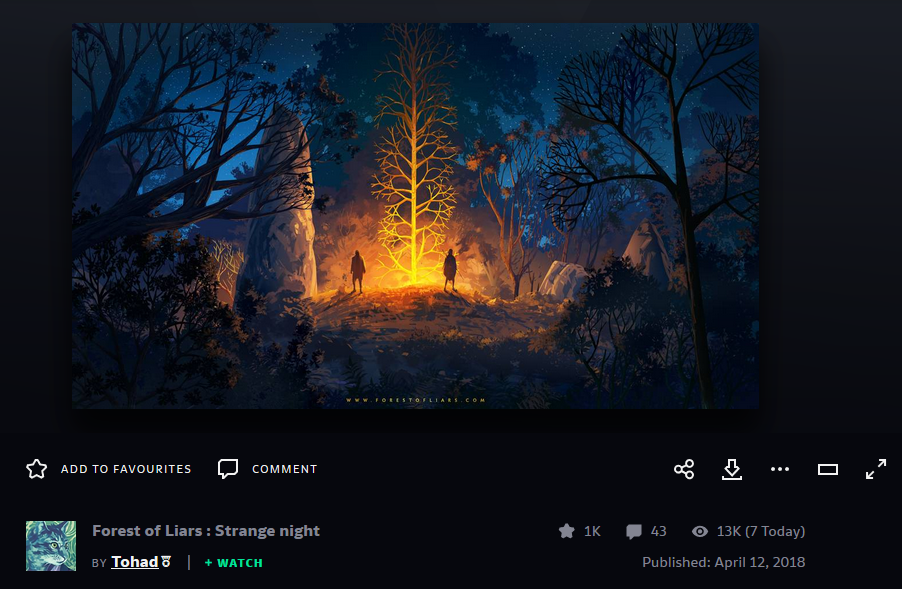 WWW.FORESTOFLIARS.COM
ADD TO FAVOURITES COMMENT
Forest of Liars : Strange night 1K 43 13K (7 Today)
BY Tohad | + WATCH Published: April 12, 2018